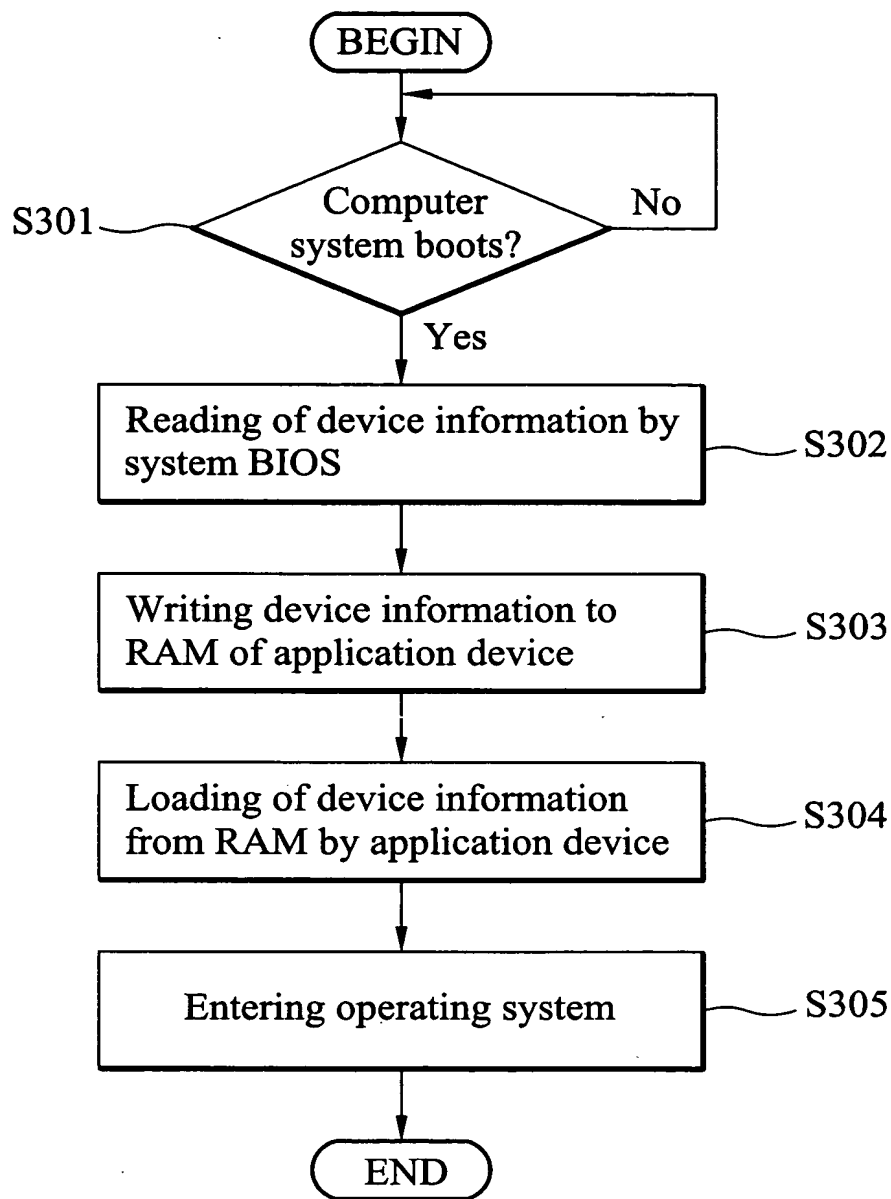 BEGIN
Computer
system boots?
No
S301
Yes
Reading of device information by
system BIOS
S302
Writing device information to
RAM of application device
S303
Loading of device information
from RAM by application device
S304
Entering operating system
S305
END